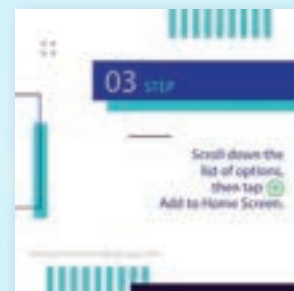 03 STEP
Scroll down the
list of options,
then tap
Add to Home Screen.